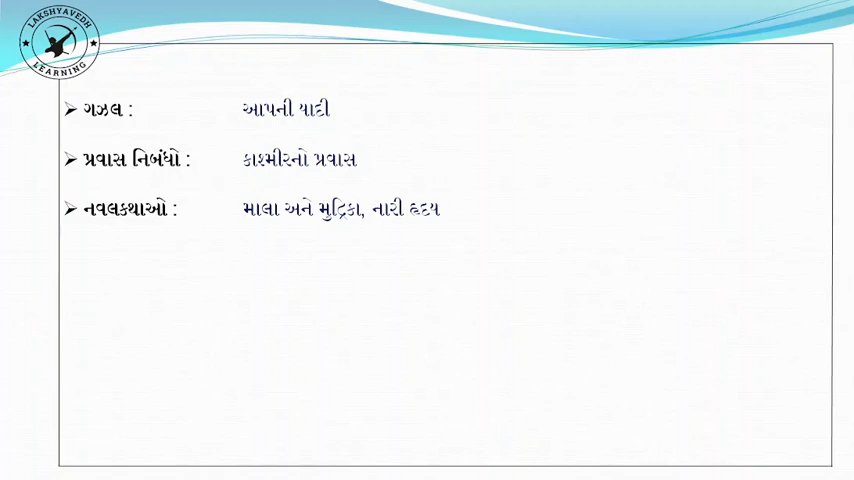 LAKSHYAVEDH
LEARNING
➤ ગઝલ : આપની યાદી
➤ પ્રવાસ નિબંધો : કાશ્મીરનો પ્રવાસ
➤ નવલકથાઓ : માલા અને મુદ્રિકા, નારી હૃદય